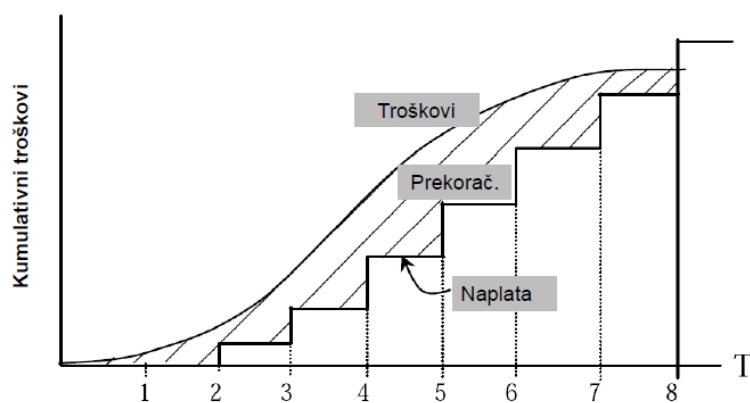 Kumulativni troškovi
Troškovi
Prekorač.
Naplata
T
1 2 3 4 5 6 7 8